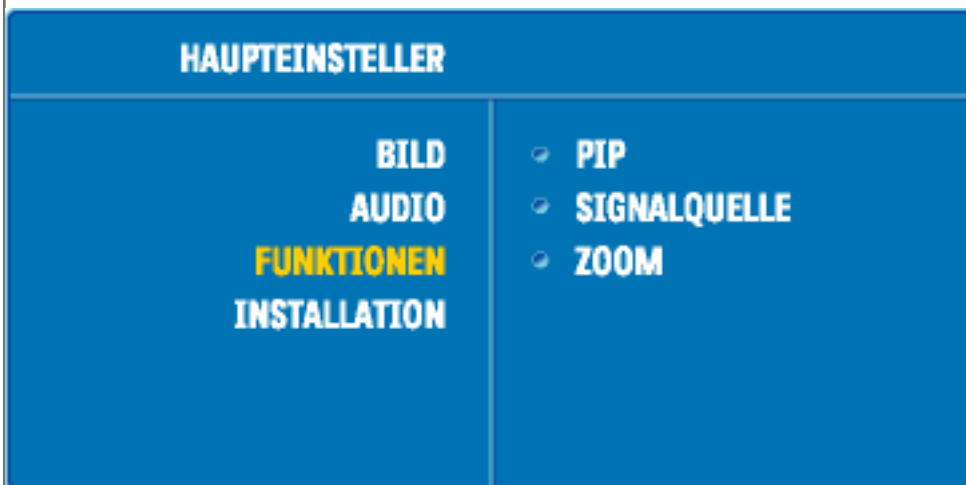 HAUPTEINSTELLER
BILD
AUDIO
FUNKTIONEN
INSTALLATION
PIP
SIGNALQUELLE
ZOOM